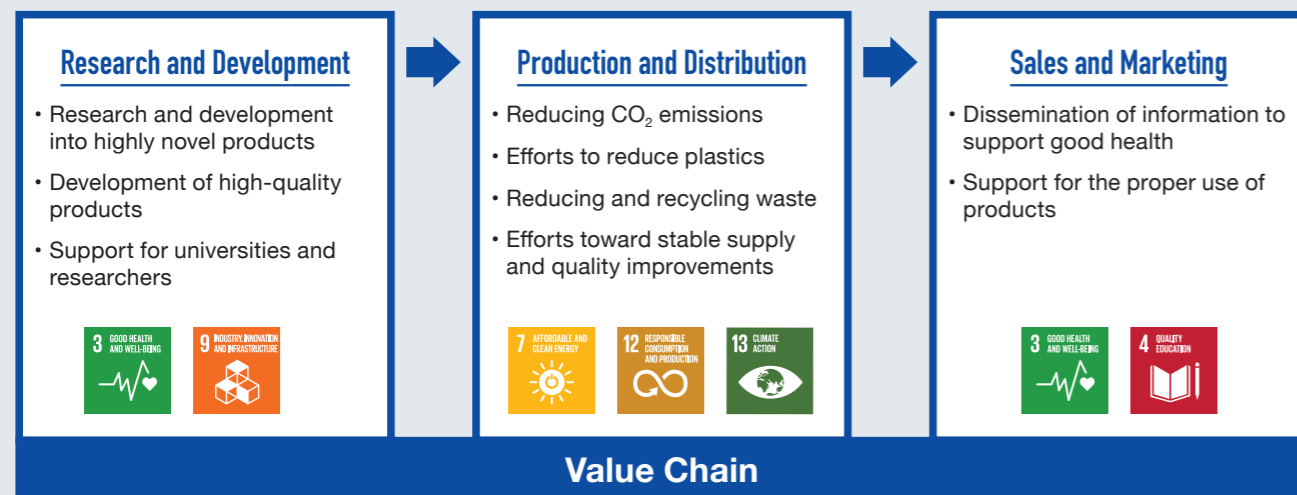 Research and Development
• Research and development
into highly novel products
• Development of high-quality
products
• Support for universities and
researchers
3 GOOD HEALTH
AND WELL-BEING
9 INDUSTRY, INNOVATION
AND INFRASTRUCTURE
Production and Distribution
• Reducing CO₂ emissions
• Efforts to reduce plastics
• Reducing and recycling waste
• Efforts toward stable supply
and quality improvements
7 AFFORDABLE AND
CLEAN ENERGY
12 RESPONSIBLE
CONSUMPTION
AND PRODUCTION
13 CLIMATE
ACTION
Sales and Marketing
• Dissemination of information to
support good health
• Support for the proper use of
products
3 GOOD HEALTH
AND WELL-BEING
4 QUALITY
EDUCATION
Value Chain